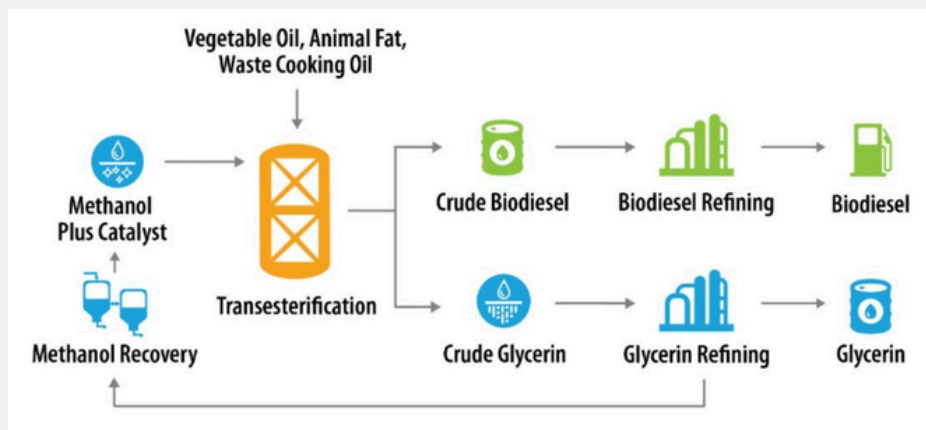 Vegetable Oil, Animal Fat,
Waste Cooking Oil
Methanol
Plus Catalyst
Transesterification
Crude Biodiesel
Biodiesel Refining
Biodiesel
Methanol Recovery
Crude Glycerin
Glycerin Refining
Glycerin